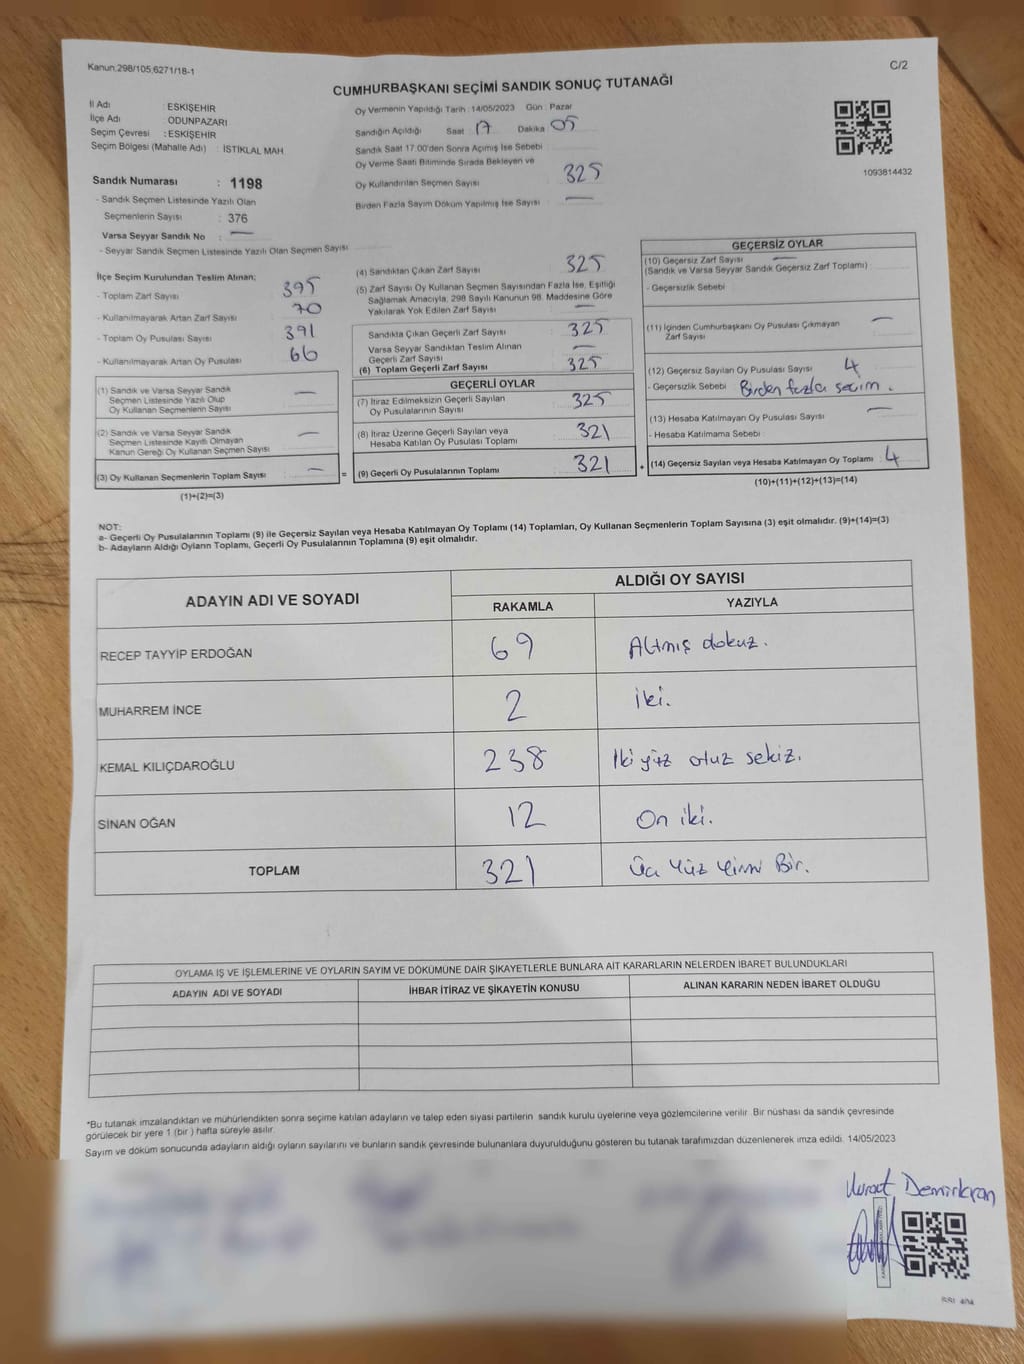 Kanun:298/105,6271/18-1
C/2
CUMHURBAŞKANI SEÇİMİ SANDIK SONUÇ TUTANAĞI
İl Adı : ESKİŞEHİR
İlçe Adı : ODUNPAZARI
Seçim Çevresi : ESKİŞEHİR
Seçim Bölgesi (Mahalle Adı) : İSTİKLAL MAH.
Sandık Numarası : 1198
- Sandık Seçmen Listesinde Yazılı Olan
Seçmenlerin Sayısı : 376
Varsa Seyyar Sandık No : —
- Seyyar Sandık Seçmen Listesinde Yazılı Olan Seçmen Sayısı
Oy Vermenin Yapıldığı Tarih : 14/05/2023 Gün : Pazar
Sandığın Açıldığı Saat : 17 Dakika : 05
Sandık Saat 17:00'den Sonra Açımış İse Sebebi
Oy Verme Saati Bitiminde Sırada Bekleyen ve
Oy Kullandırılan Seçmen Sayısı : 325
Birden Fazla Sayım Döküm Yapılmış İse Sayısı : —
1093814432
İlçe Seçim Kurulundan Teslim Alınan;
- Toplam Zarf Sayısı : 395
- Kullanılmayarak Artan Zarf Sayısı : 70
- Toplam Oy Pusulası Sayısı : 391
- Kullanılmayarak Artan Oy Pusulası : 66
(1) Sandık ve Varsa Seyyar Sandık
Seçmen Listesinde Yazılı Olup
Oy Kullanan Seçmenlerin Sayısı : —
(2) Sandık ve Varsa Seyyar Sandık
Seçmen Listesinde Kayıtlı Olmayan
Kanun Gereği Oy Kullanan Seçmen Sayısı : —
(3) Oy Kullanan Seçmenlerin Toplam Sayısı : —
=
(1)+(2)=(3)
(4) Sandıktan Çıkan Zarf Sayısı : 325
(5) Zarf Sayısı Oy Kullanan Seçmen Sayısından Fazla İse, Eşitliği
Sağlamak Amacıyla, 298 Sayılı Kanunun 98. Maddesine Göre
Yakılarak Yok Edilen Zarf Sayısı : —
Sandıkta Çıkan Geçerli Zarf Sayısı : 325
Varsa Seyyar Sandıktan Teslim Alınan
Geçerli Zarf Sayısı : —
(6) Toplam Geçerli Zarf Sayısı : 325
GEÇERLİ OYLAR
(7) İtiraz Edilmeksizin Geçerli Sayılan
Oy Pusulalarının Sayısı : 325
(8) İtiraz Üzerine Geçerli Sayılan veya
Hesaba Katılan Oy Pusulası Toplamı : 321
(9) Geçerli Oy Pusulalarının Toplamı : 321
+
GEÇERSİZ OYLAR
(10) Geçersiz Zarf Sayısı : —
(Sandık ve Varsa Seyyar Sandık Geçersiz Zarf Toplamı)
- Geçersizlik Sebebi :
(11) İçinden Cumhurbaşkanı Oy Pusulası Çıkmayan : —
Zarf Sayısı
(12) Geçersiz Sayılan Oy Pusulası Sayısı : 4
- Geçersizlik Sebebi : Birden fazla seçim.
(13) Hesaba Katılmayan Oy Pusulası Sayısı : —
- Hesaba Katılmama Sebebi :
(14) Geçersiz Sayılan veya Hesaba Katılmayan Oy Toplamı : 4
(10)+(11)+(12)+(13)=(14)
NOT:
a- Geçerli Oy Pusulalarının Toplamı (9) ile Geçersiz Sayılan veya Hesaba Katılmayan Oy Toplamı (14) Toplamları, Oy Kullanan Seçmenlerin Toplam Sayısına (3) eşit olmalıdır. (9)+(14)=(3)
b- Adayların Aldığı Oyların Toplamı, Geçerli Oy Pusulalarının Toplamına (9) eşit olmalıdır.
ADAYIN ADI VE SOYADI
ALDIĞI OY SAYISI
RAKAMLA YAZIYLA
RECEP TAYYİP ERDOĞAN 69 Altmış dokuz.
MUHARREM İNCE 2 iki.
KEMAL KILIÇDAROĞLU 238 İki yüz otuz sekiz.
SİNAN OĞAN 12 On iki.
TOPLAM 321 Üç Yüz Yirmi Bir.
OYLAMA İŞ VE İŞLEMLERİNE VE OYLARIN SAYIM VE DÖKÜMÜNE DAİR ŞİKAYETLERLE BUNLARA AİT KARARLARIN NELERDEN İBARET BULUNDUKLARI
ADAYIN ADI VE SOYADI İHBAR İTİRAZ VE ŞİKAYETİN KONUSU ALINAN KARARIN NEDEN İBARET OLDUĞU
*Bu tutanak imzalandıktan ve mühürlendikten sonra seçime katılan adayların ve talep eden siyasi partilerin sandık kurulu üyelerine veya gözlemcilerine verilir. Bir nüshası da sandık çevresinde
görülecek bir yere 1 (bir) hafta süreyle asılır.
Sayım ve döküm sonucunda adayların aldığı oyların sayılarını ve bunların sandık çevresinde bulunanlara duyurulduğunu gösteren bu tutanak tarafımızdan düzenlenerek imza edildi. 14/05/2023
Murat Demirkıran